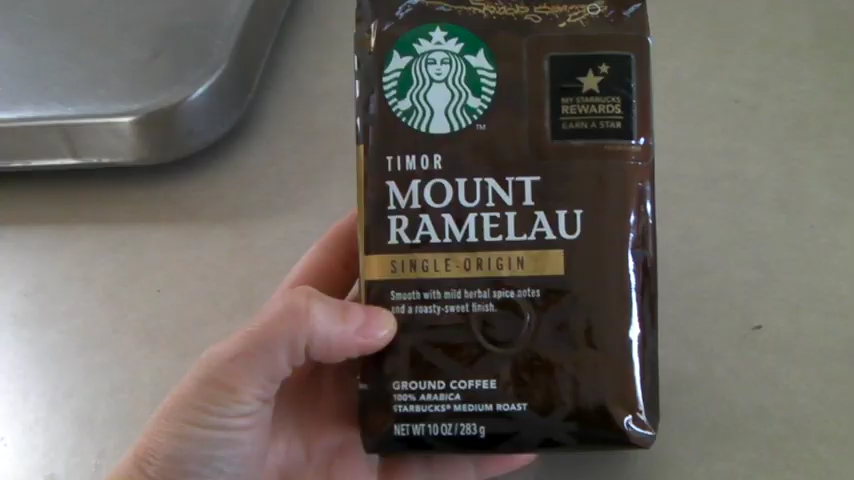 MY STARBUCKS
REWARDS
EARN A STAR
TM
TIMOR
MOUNT
RAMELAU
SINGLE-ORIGIN
Smooth with mild herbal spice notes
and a roasty-sweet finish.
GROUND COFFEE
100% ARABICA
STARBUCKS® MEDIUM ROAST
NET WT 10 OZ / 283 g